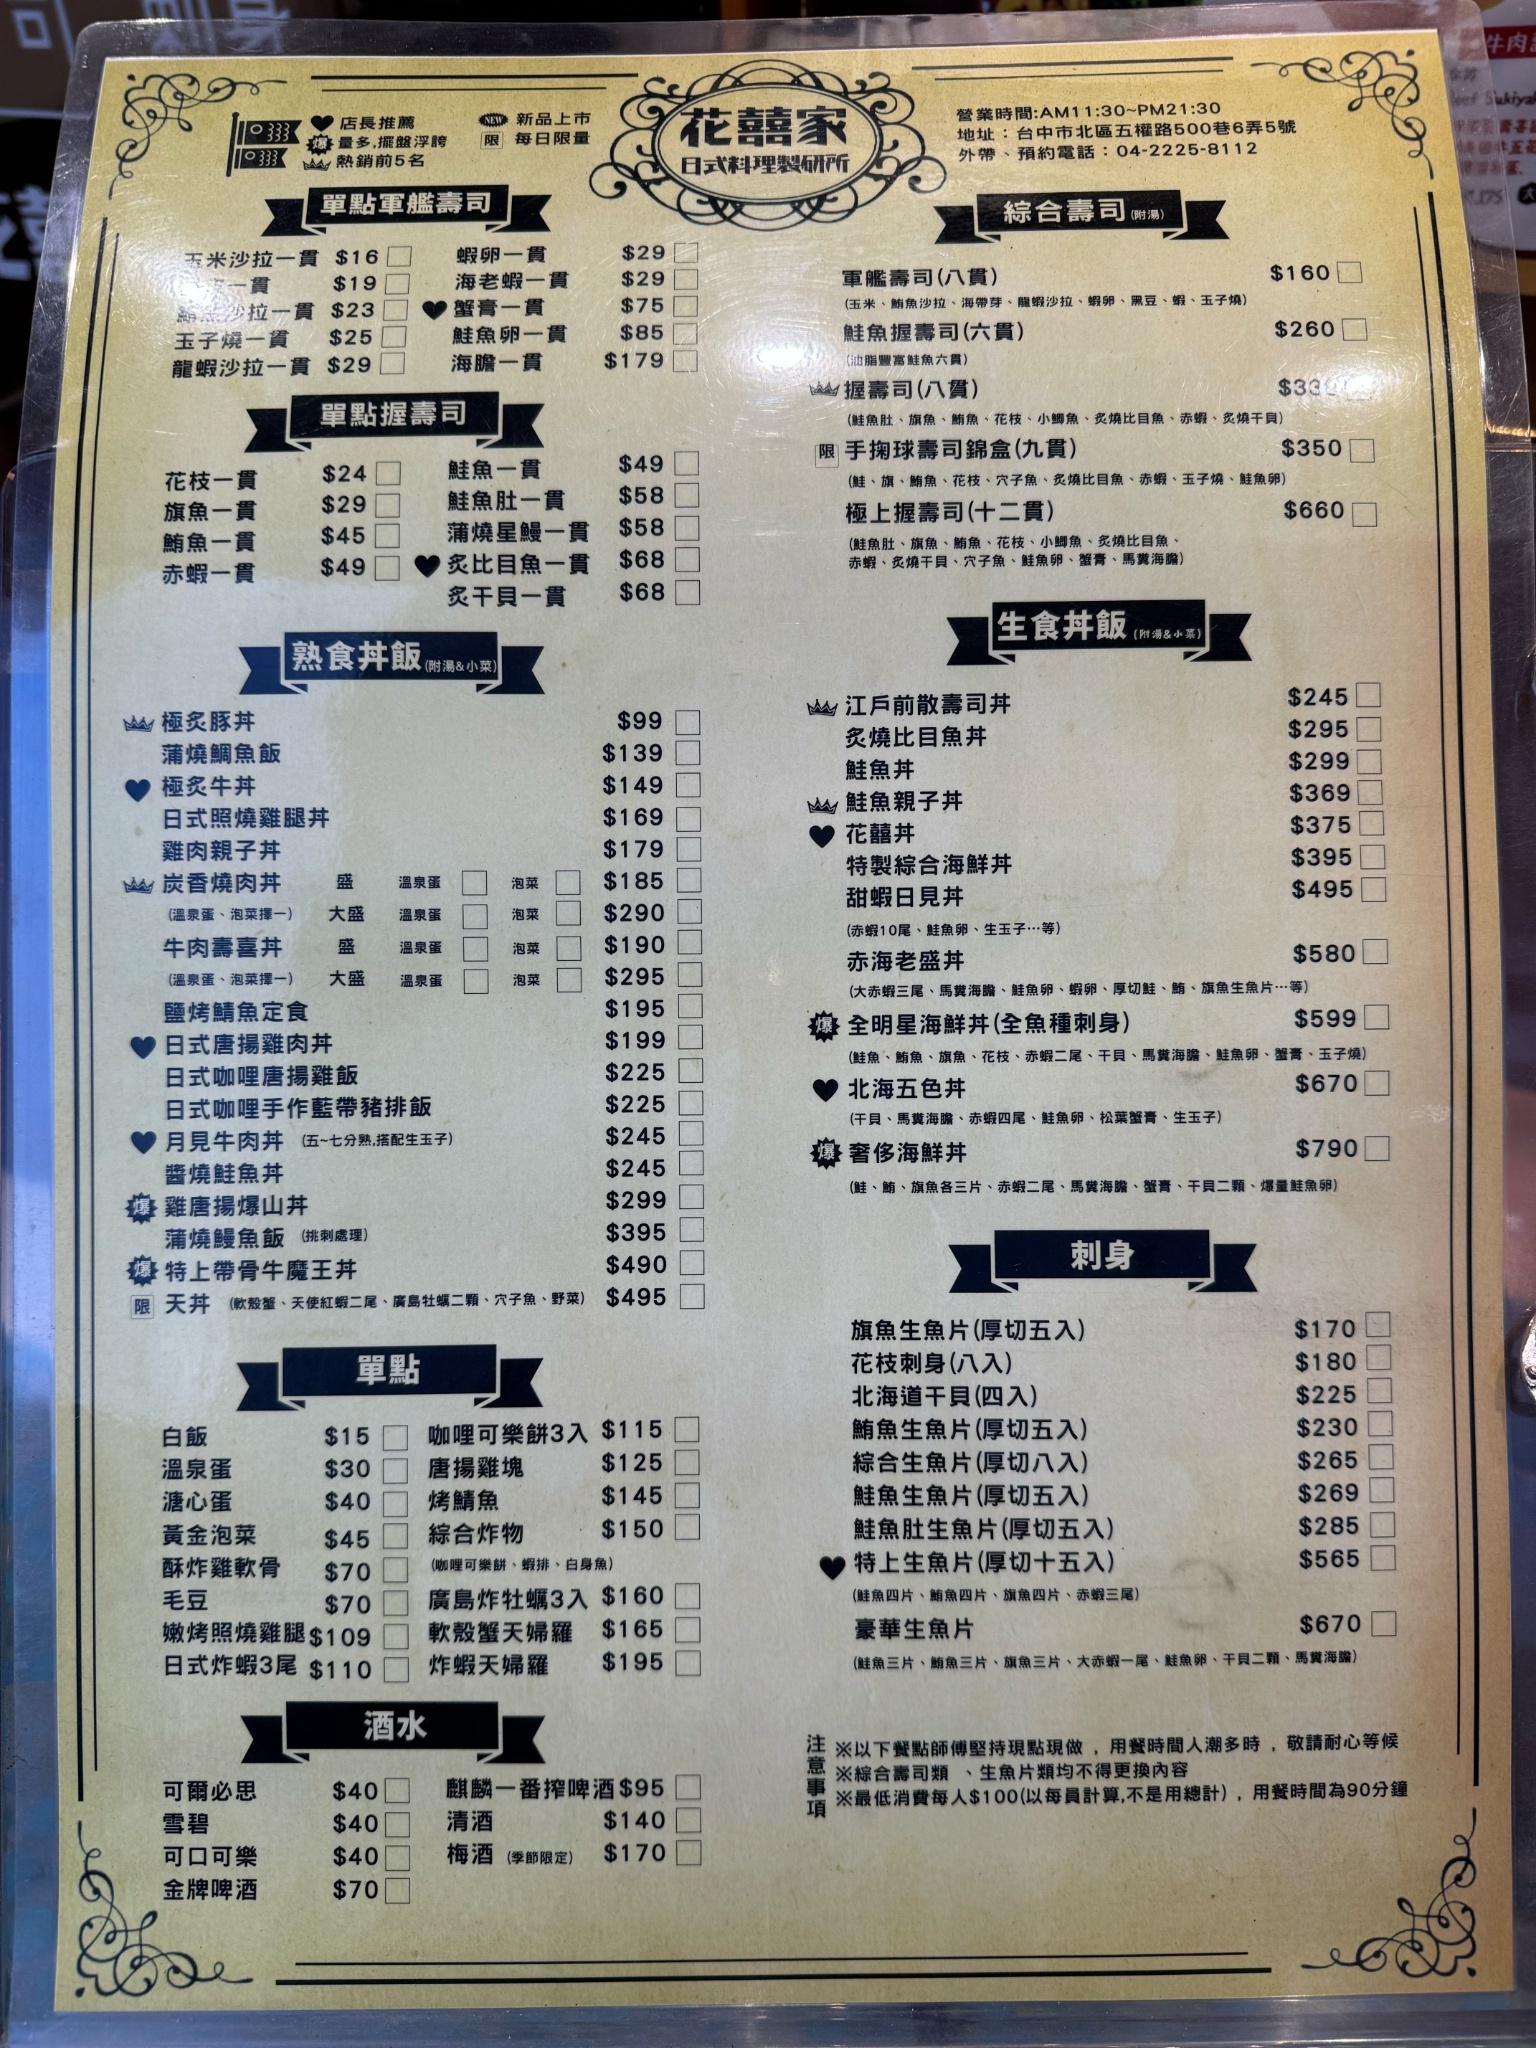 店長推薦
爆 量多,擺盤浮誇
熱銷前5名
NEW 新品上市
限 每日限量
花囍家
日式料理製研所
營業時間:AM11:30~PM21:30
地址：台中市北區五權路500巷6弄5號
外帶、預約電話：04-2225-8112
單點軍艦壽司
玉米沙拉一貫 $16
一貫 $19
鮪魚沙拉一貫 $23
玉子燒一貫 $25
龍蝦沙拉一貫 $29
蝦卵一貫 $29
海老蝦一貫 $29
蟹膏一貫 $75
鮭魚卵一貫 $85
海膽一貫 $179
單點握壽司
花枝一貫 $24
旗魚一貫 $29
鮪魚一貫 $45
赤蝦一貫 $49
鮭魚一貫 $49
鮭魚肚一貫 $58
蒲燒星鰻一貫 $58
炙比目魚一貫 $68
炙干貝一貫 $68
熟食丼飯(附湯&小菜)
極炙豚丼 $99
蒲燒鯛魚飯 $139
極炙牛丼 $149
日式照燒雞腿丼 $169
雞肉親子丼 $179
炭香燒肉丼 盛 溫泉蛋 泡菜 $185
(溫泉蛋、泡菜擇一) 大盛 溫泉蛋 泡菜 $290
牛肉壽喜丼 盛 溫泉蛋 泡菜 $190
(溫泉蛋、泡菜擇一) 大盛 溫泉蛋 泡菜 $295
鹽烤鯖魚定食 $195
日式唐揚雞肉丼 $199
日式咖哩唐揚雞飯 $225
日式咖哩手作藍帶豬排飯 $225
月見牛肉丼 (五~七分熟,搭配生玉子) $245
醬燒鮭魚丼 $245
爆 雞唐揚爆山丼 $299
蒲燒鰻魚飯 (挑刺處理) $395
爆 特上帶骨牛魔王丼 $490
限 天丼 (軟殼蟹、天使紅蝦二尾、廣島牡蠣二顆、穴子魚、野菜) $495
單點
白飯 $15
溫泉蛋 $30
溏心蛋 $40
黃金泡菜 $45
酥炸雞軟骨 $70
毛豆 $70
嫩烤照燒雞腿 $109
日式炸蝦3尾 $110
咖哩可樂餅3入 $115
唐揚雞塊 $125
烤鯖魚 $145
綜合炸物 $150
(咖哩可樂餅、蝦排、白身魚)
廣島炸牡蠣3入 $160
軟殼蟹天婦羅 $165
炸蝦天婦羅 $195
酒水
可爾必思 $40
雪碧 $40
可口可樂 $40
金牌啤酒 $70
麒麟一番搾啤酒 $95
清酒 $140
梅酒 (季節限定) $170
綜合壽司(附湯)
軍艦壽司(八貫) $160
(玉米、鮪魚沙拉、海帶芽、龍蝦沙拉、蝦卵、黑豆、蝦、玉子燒)
鮭魚握壽司(六貫) $260
(油脂豐富鮭魚六貫)
握壽司(八貫)
(鮭魚肚、旗魚、鮪魚、花枝、小鯽魚、炙燒比目魚、赤蝦、炙燒干貝)
限 手掬球壽司錦盒(九貫) $350
(鮭、旗、鮪魚、花枝、穴子魚、炙燒比目魚、赤蝦、玉子燒、鮭魚卵)
極上握壽司(十二貫) $660
(鮭魚肚、旗魚、鮪魚、花枝、小鯽魚、炙燒比目魚、
赤蝦、炙燒干貝、穴子魚、鮭魚卵、蟹膏、馬糞海膽)
生食丼飯(附湯&小菜)
江戶前散壽司丼 $245
炙燒比目魚丼 $295
鮭魚丼 $299
鮭魚親子丼 $369
花囍丼 $375
特製綜合海鮮丼 $395
甜蝦日見丼 $495
(赤蝦10尾、鮭魚卵、生玉子…等)
赤海老盛丼 $580
(大赤蝦三尾、馬糞海膽、鮭魚卵、蝦卵、厚切鮭、鮪、旗魚生魚片…等)
爆 全明星海鮮丼(全魚種刺身) $599
(鮭魚、鮪魚、旗魚、花枝、赤蝦二尾、干貝、馬糞海膽、鮭魚卵、蟹膏、玉子燒)
北海五色丼 $670
(干貝、馬糞海膽、赤蝦四尾、鮭魚卵、松葉蟹膏、生玉子)
爆 奢侈海鮮丼 $790
(鮭、鮪、旗魚各三片、赤蝦二尾、馬糞海膽、蟹膏、干貝二顆、爆量鮭魚卵)
刺身
旗魚生魚片(厚切五入) $170
花枝刺身(八入) $180
北海道干貝(四入) $225
鮪魚生魚片(厚切五入) $230
綜合生魚片(厚切八入) $265
鮭魚生魚片(厚切五入) $269
鮭魚肚生魚片(厚切五入) $285
特上生魚片(厚切十五入) $565
(鮭魚四片、鮪魚四片、旗魚四片、赤蝦三尾)
豪華生魚片 $670
(鮭魚三片、鮪魚三片、旗魚三片、大赤蝦一尾、鮭魚卵、干貝二顆、馬糞海膽)
注意事項
※以下餐點師傅堅持現點現做，用餐時間人潮多時，敬請耐心等候
※綜合壽司類、生魚片類均不得更換內容
※最低消費每人$100(以每員計算,不是用總計)，用餐時間為90分鐘